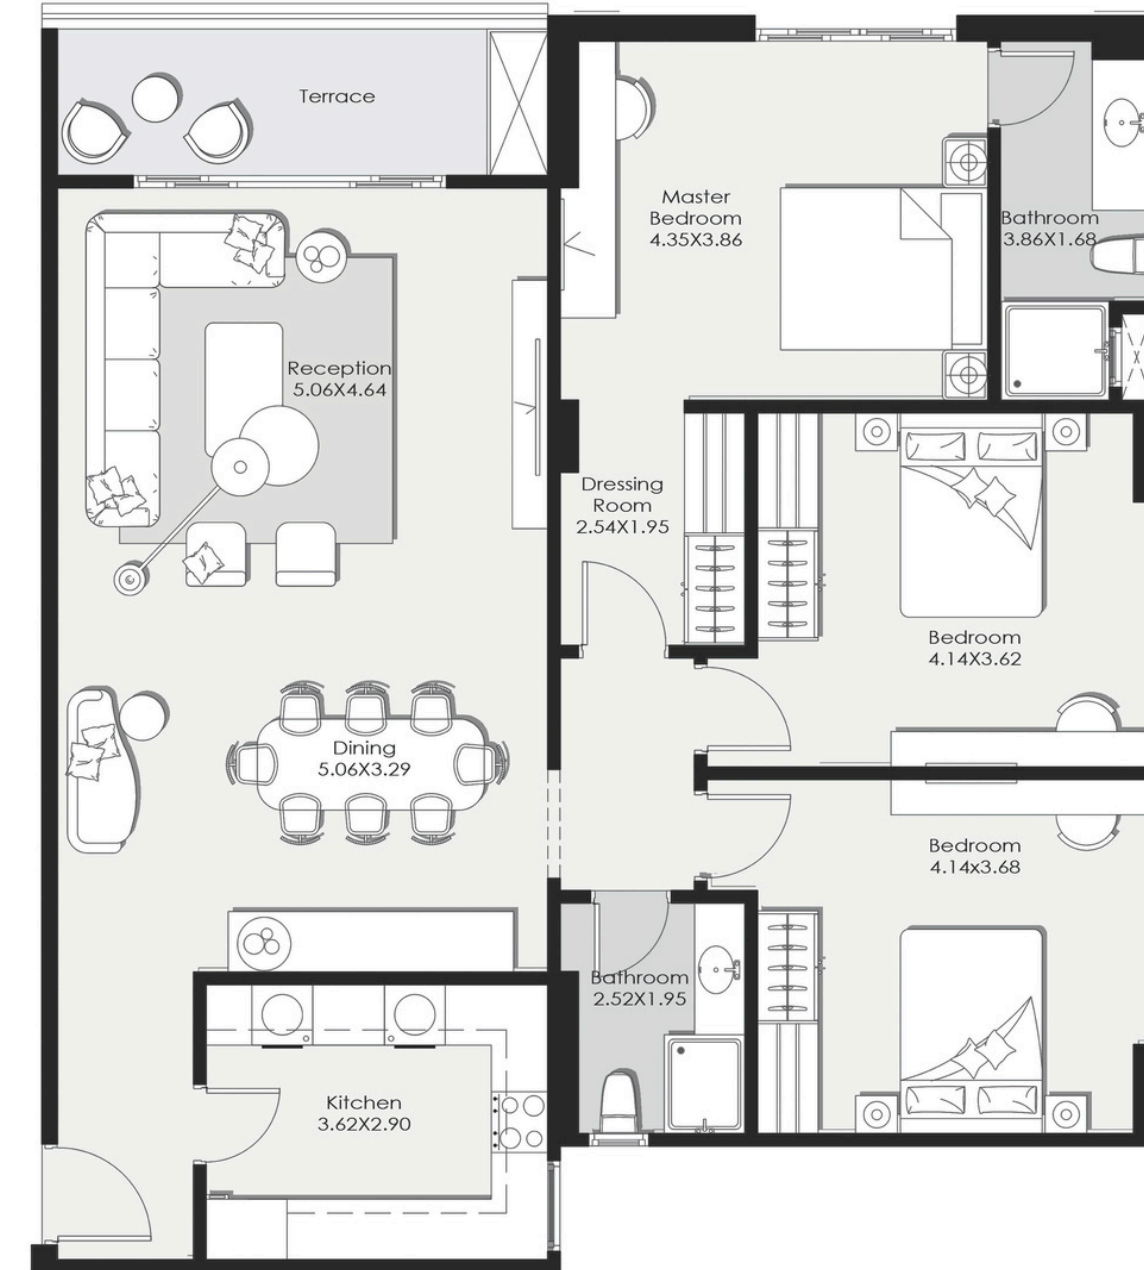 Terrace
Master
Bedroom
4.35X3.86
Bathroom
3.86X1.68
Reception
5.06X4.64
Dressing
Room
2.54X1.95
Bedroom
4.14X3.62
Dining
5.06X3.29
Bedroom
4.14x3.68
Bathroom
2.52X1.95
Kitchen
3.62X2.90